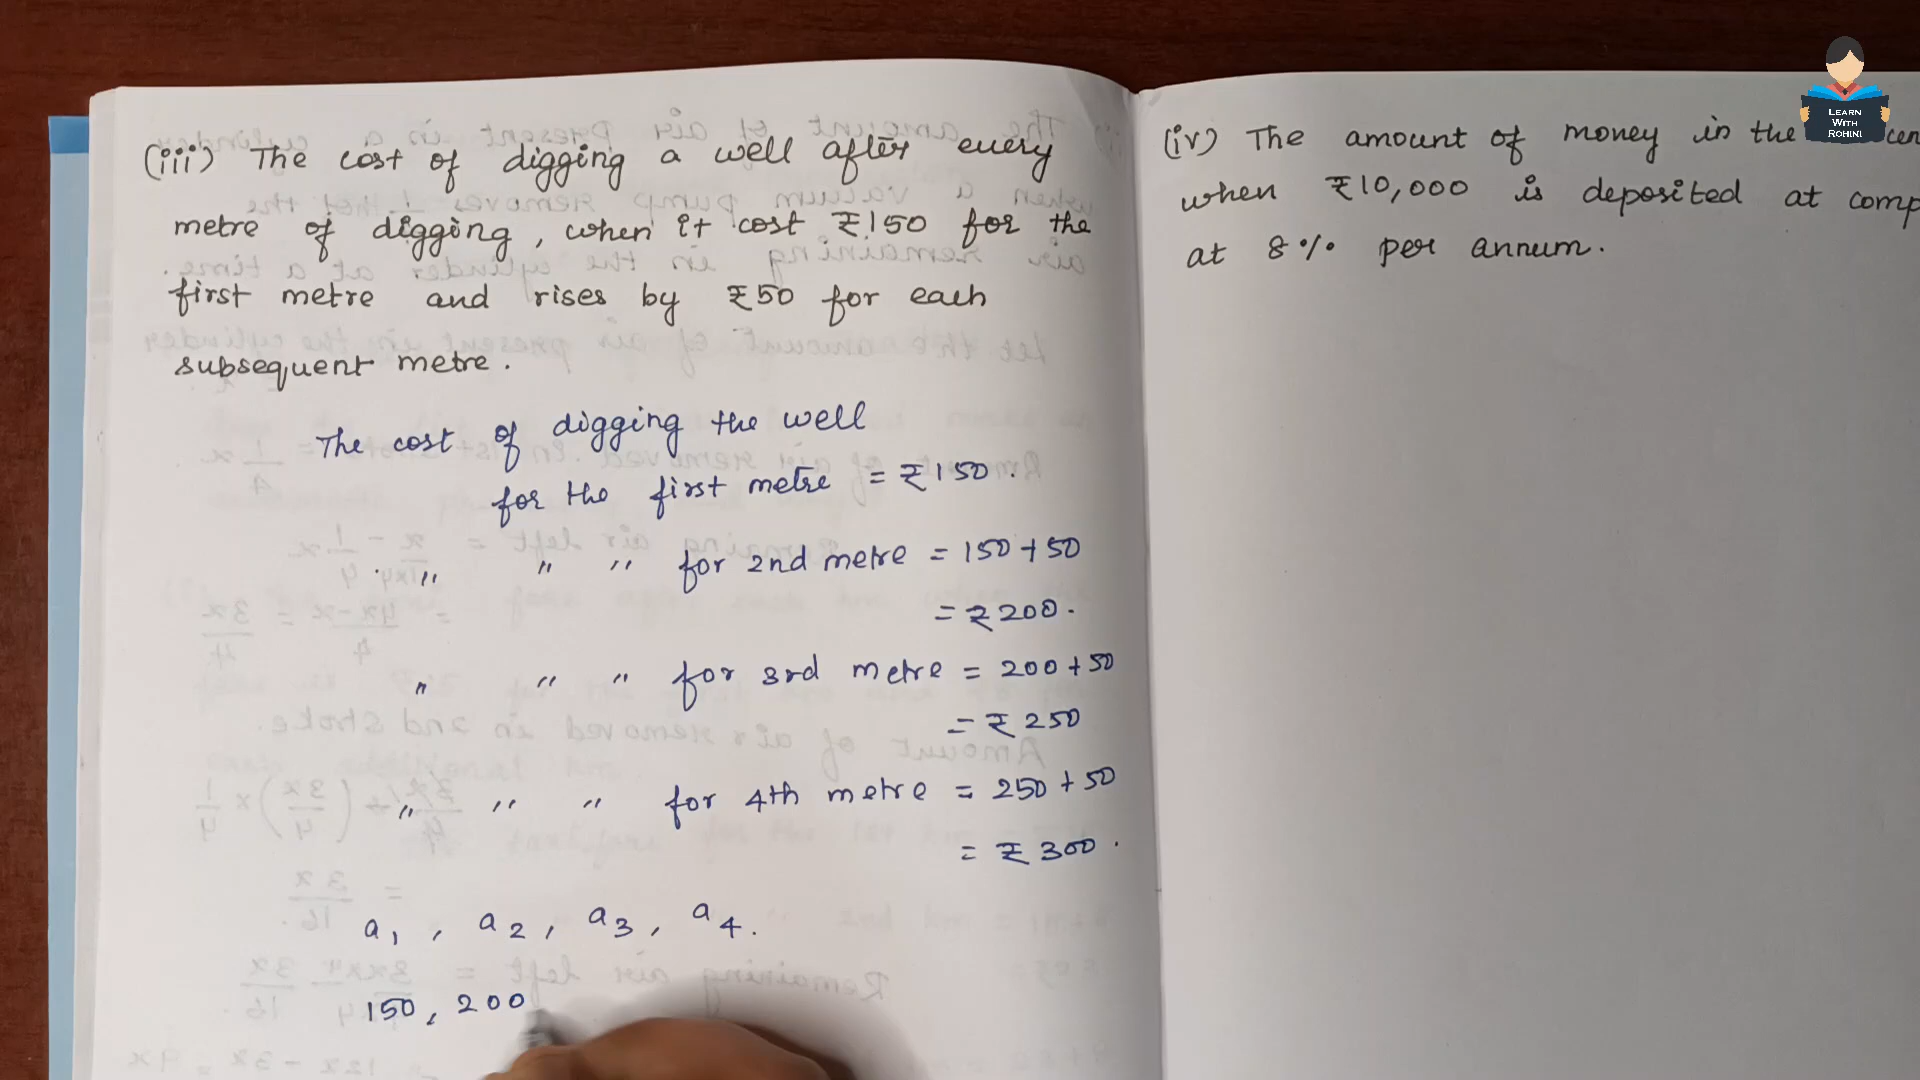 (iii) The cost of digging a well after every
metre of digging, when it cost ₹150 for the
first metre and rises by ₹50 for each
subsequent metre.
The cost of digging the well
for the first metre = ₹150.
" " " for 2nd metre = 150+50
= ₹200.
" " " for 3rd metre = 200+50
= ₹250
" " " for 4th metre = 250+50
= ₹300.
a1, a2, a3, a4.
150, 200
(iv) The amount of money in the
when ₹10,000 is deposited at comp
at 8% per annum.
LEARN
WITH
ROHINI